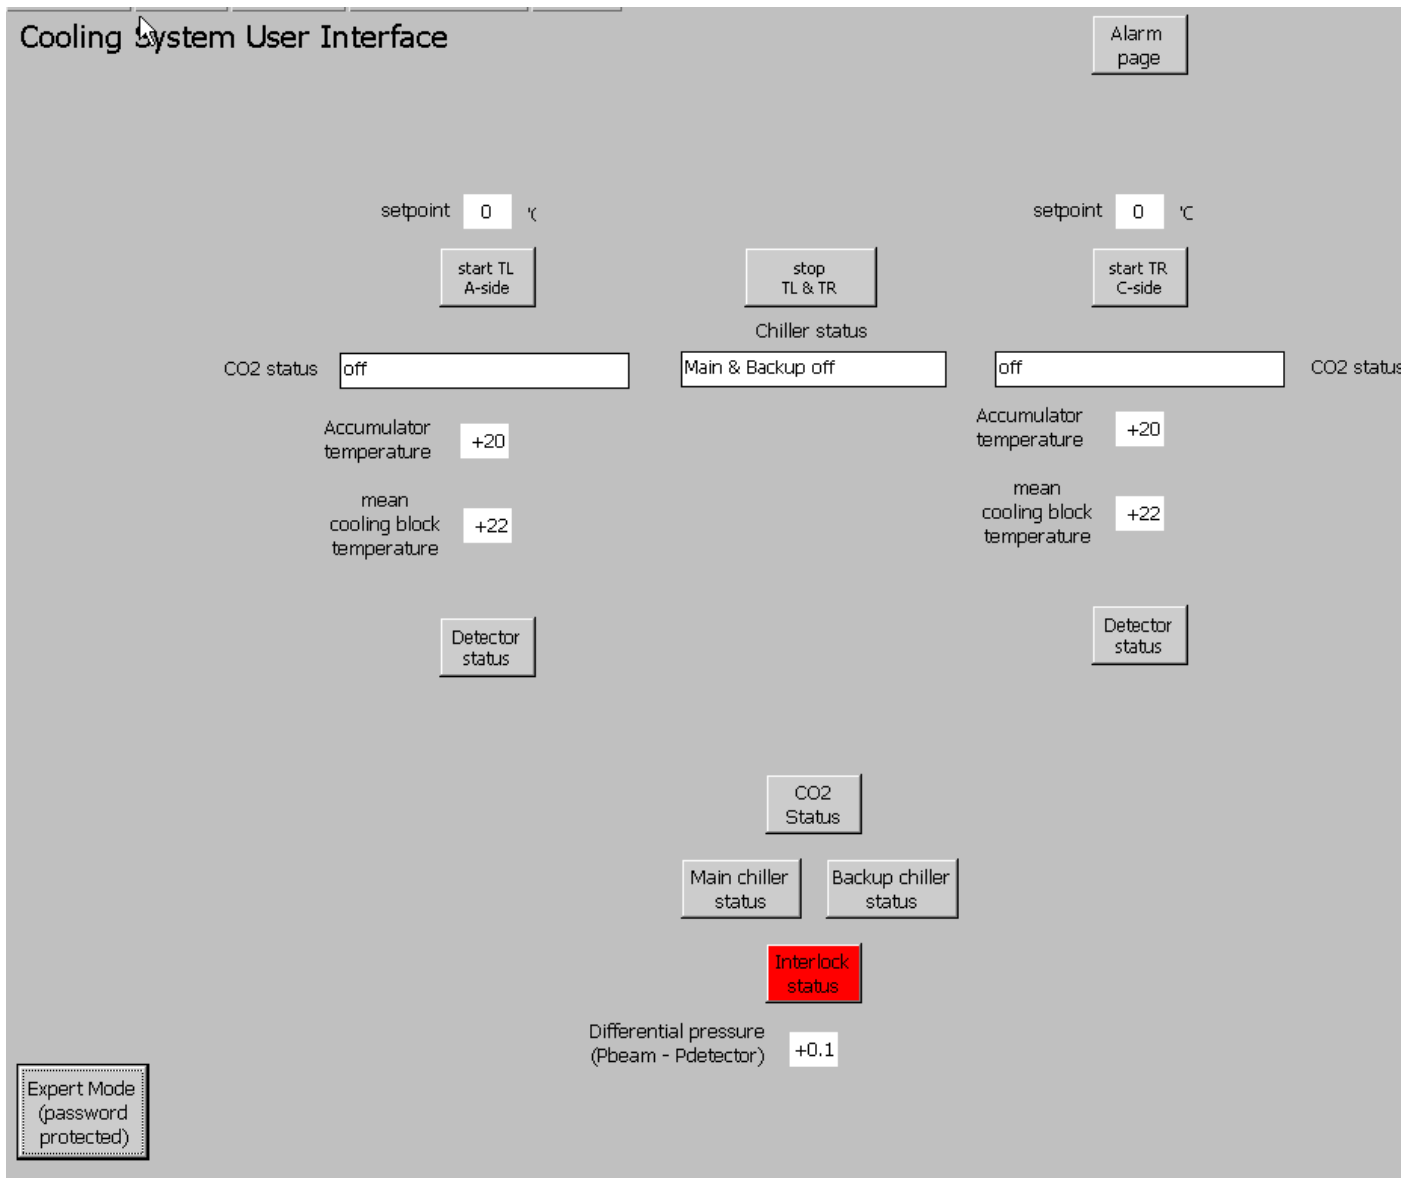 Cooling System User Interface
Alarm
page
setpoint 0 '(
setpoint 0 'C
start TL
A-side
stop
TL & TR
start TR
C-side
Chiller status
CO2 status off
Main & Backup off
off CO2 status
Accumulator
temperature +20
Accumulator
temperature +20
mean
cooling block
temperature +22
mean
cooling block
temperature +22
Detector
status
Detector
status
CO2
Status
Main chiller
status
Backup chiller
status
Interlock
status
Differential pressure
(Pbeam - Pdetector) +0.1
Expert Mode
(password
protected)